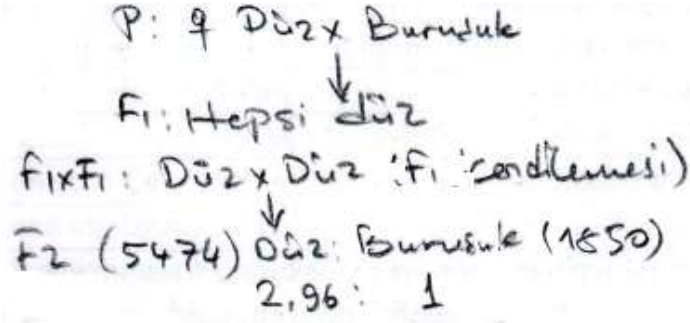 P: ♀ Düz x Buruşuk
↓
F1: Hepsi düz
F1xF1: Düz x Düz (F1 kendilemesi)
↓
F2 (5474) Düz: Buruşuk (1850)
2,96: 1